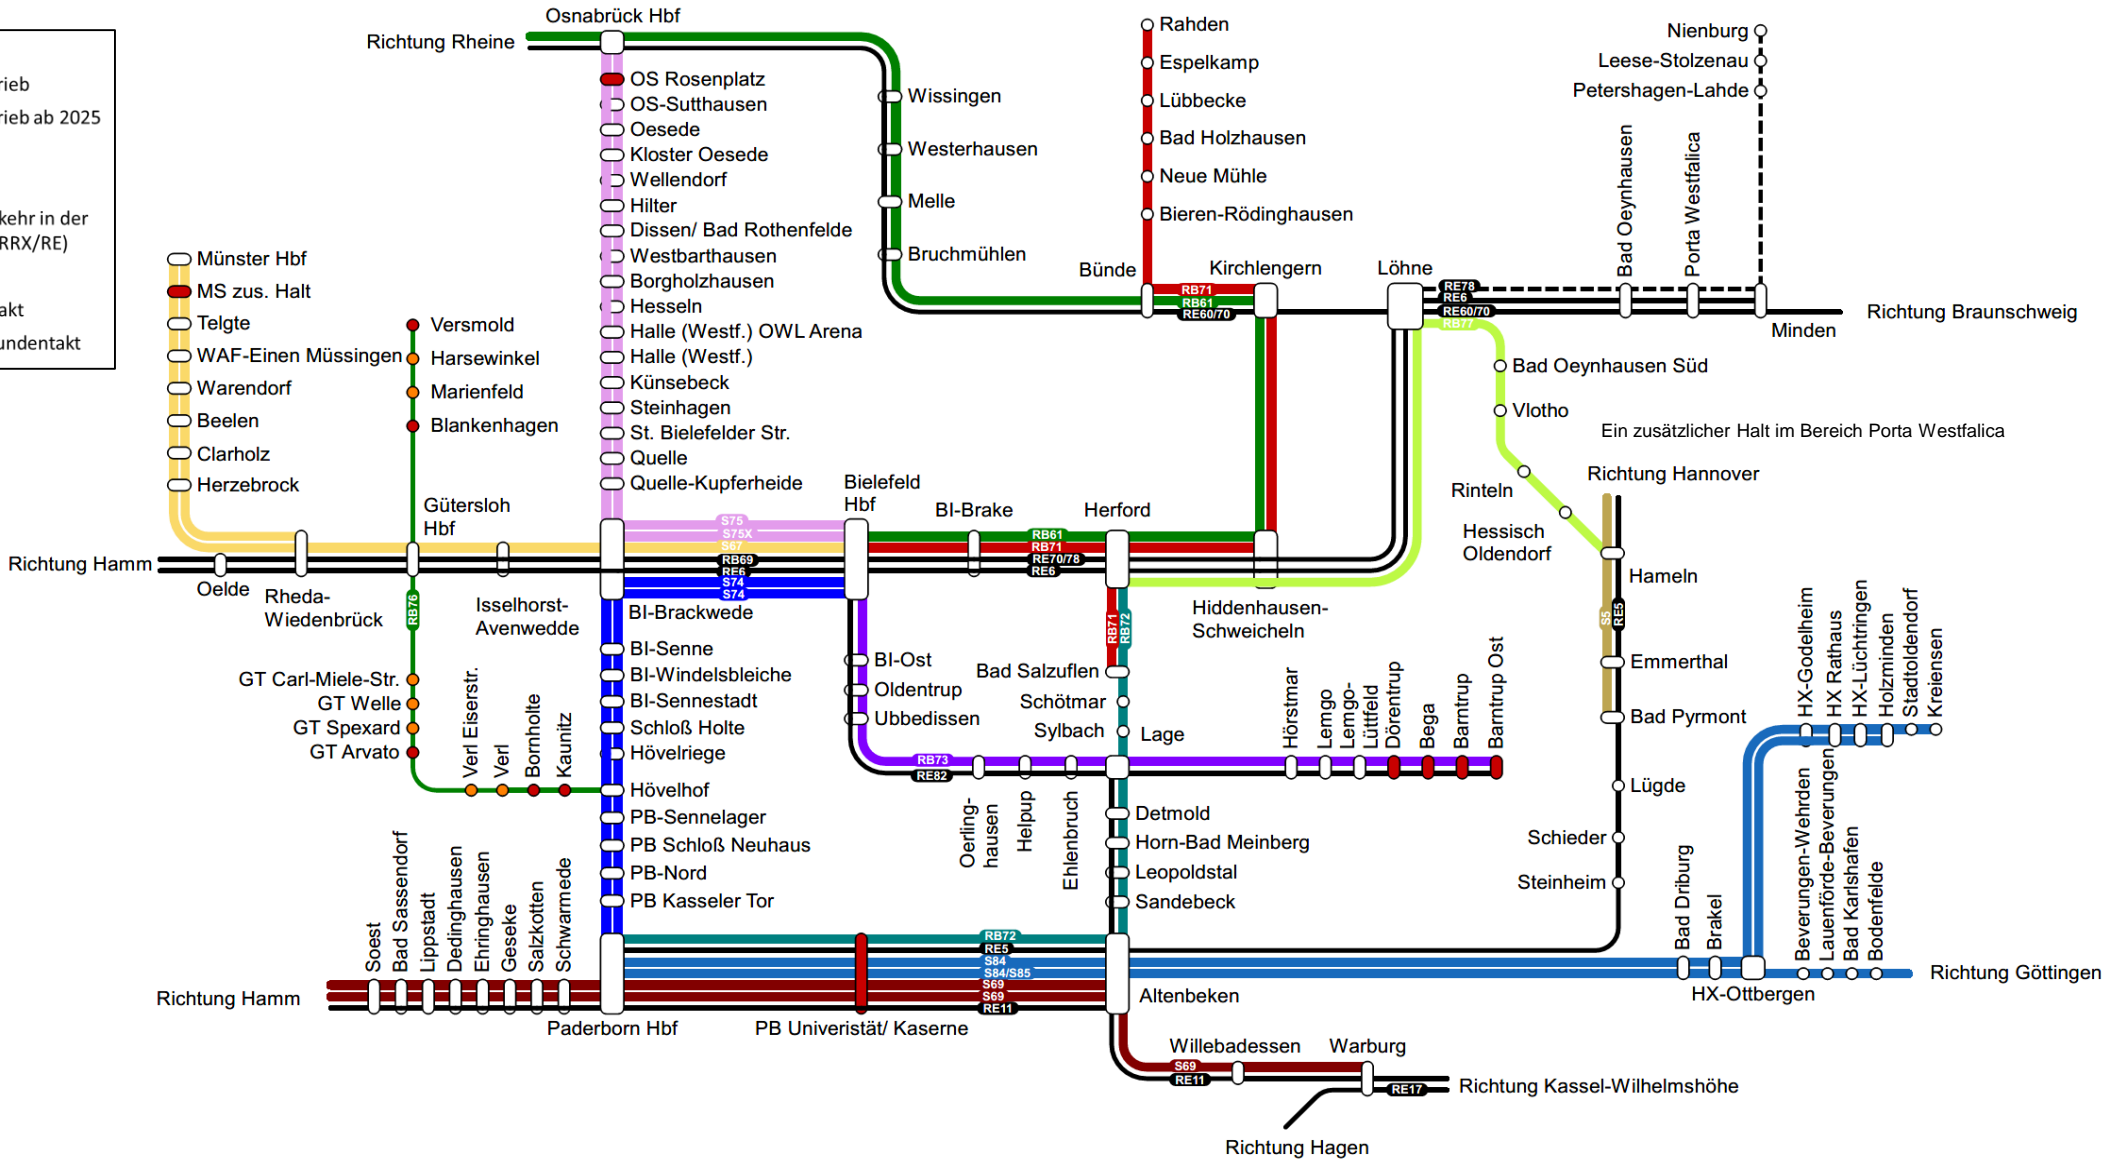 rieb
rieb ab 2025
kehr in der
RRX/RE)
akt
undentakt
Osnabrück Hbf
Richtung Rheine
OS Rosenplatz
OS-Sutthausen
Oesede
Kloster Oesede
Wellendorf
Hilter
Dissen/ Bad Rothenfelde
Westbarthausen
Borgholzhausen
Hesseln
Halle (Westf.) OWL Arena
Halle (Westf.)
Künsebeck
Steinhagen
St. Bielefelder Str.
Quelle
Quelle-Kupferheide
Wissingen
Westerhausen
Melle
Bruchmühlen
Rahden
Espelkamp
Lübbecke
Bad Holzhausen
Neue Mühle
Bieren-Rödinghausen
Bünde
Kirchlengern
Löhne
RB71
RB61
RE60/70
RE78
RE6
RE60/70
RB77
Nienburg
Leese-Stolzenau
Petershagen-Lahde
Bad Oeynhausen
Porta Westfalica
Minden
Richtung Braunschweig
Bad Oeynhausen Süd
Vlotho
Ein zusätzlicher Halt im Bereich Porta Westfalica
Richtung Hannover
Rinteln
Hessisch
Oldendorf
Hameln
S5
RE5
Emmerthal
Bad Pyrmont
Lügde
Schieder
Steinheim
Münster Hbf
MS zus. Halt
Telgte
WAF-Einen Müssingen
Warendorf
Beelen
Clarholz
Herzebrock
Versmold
Harsewinkel
Marienfeld
Blankenhagen
Gütersloh
Hbf
Richtung Hamm
Oelde
Rheda-
Wiedenbrück
RB76
Isselhorst-
Avenwedde
S75
S75X
S67
RB69
RE6
S74
S74
Bielefeld
Hbf
BI-Brake
Herford
RB61
RB71
RE70/78
RE6
Hiddenhausen-
Schweicheln
BI-Brackwede
BI-Senne
BI-Windelsbleiche
BI-Sennestadt
Schloß Holte
Hövelriege
Hövelhof
PB-Sennelager
PB Schloß Neuhaus
PB-Nord
PB Kasseler Tor
GT Carl-Miele-Str.
GT Welle
GT Spexard
GT Arvato
Verl Eiserstr.
Verl
Bornholte
Kaunitz
BI-Ost
Oldentrup
Ubbedissen
RB71
RB72
Bad Salzuflen
Schötmar
Sylbach
Lage
RB73
RE82
Oerling-
hausen
Helpup
Ehlenbruch
Hörstmar
Lemgo
Lemgo-
Lüttfeld
Dörentrup
Bega
Barntrup
Barntrup Ost
Detmold
Horn-Bad Meinberg
Leopoldstal
Sandebeck
Soest
Bad Sassendorf
Lippstadt
Dedinghausen
Ehringhausen
Geseke
Salzkotten
Schwarmede
Richtung Hamm
Paderborn Hbf
PB Univeristät/ Kaserne
RB72
RE5
S84
S84/S85
S69
S69
RE11
Altenbeken
HX-Godelheim
HX Rathaus
HX-Lüchtringen
Holzminden
Stadtoldendorf
Kreiensen
Bad Driburg
Brakel
HX-Ottbergen
Beverungen-Wehrden
Lauenförde-Beverungen
Bad Karlshafen
Bodenfelde
Richtung Göttingen
Willebadessen
Warburg
S69
RE11
RE17
Richtung Kassel-Wilhelmshöhe
Richtung Hagen